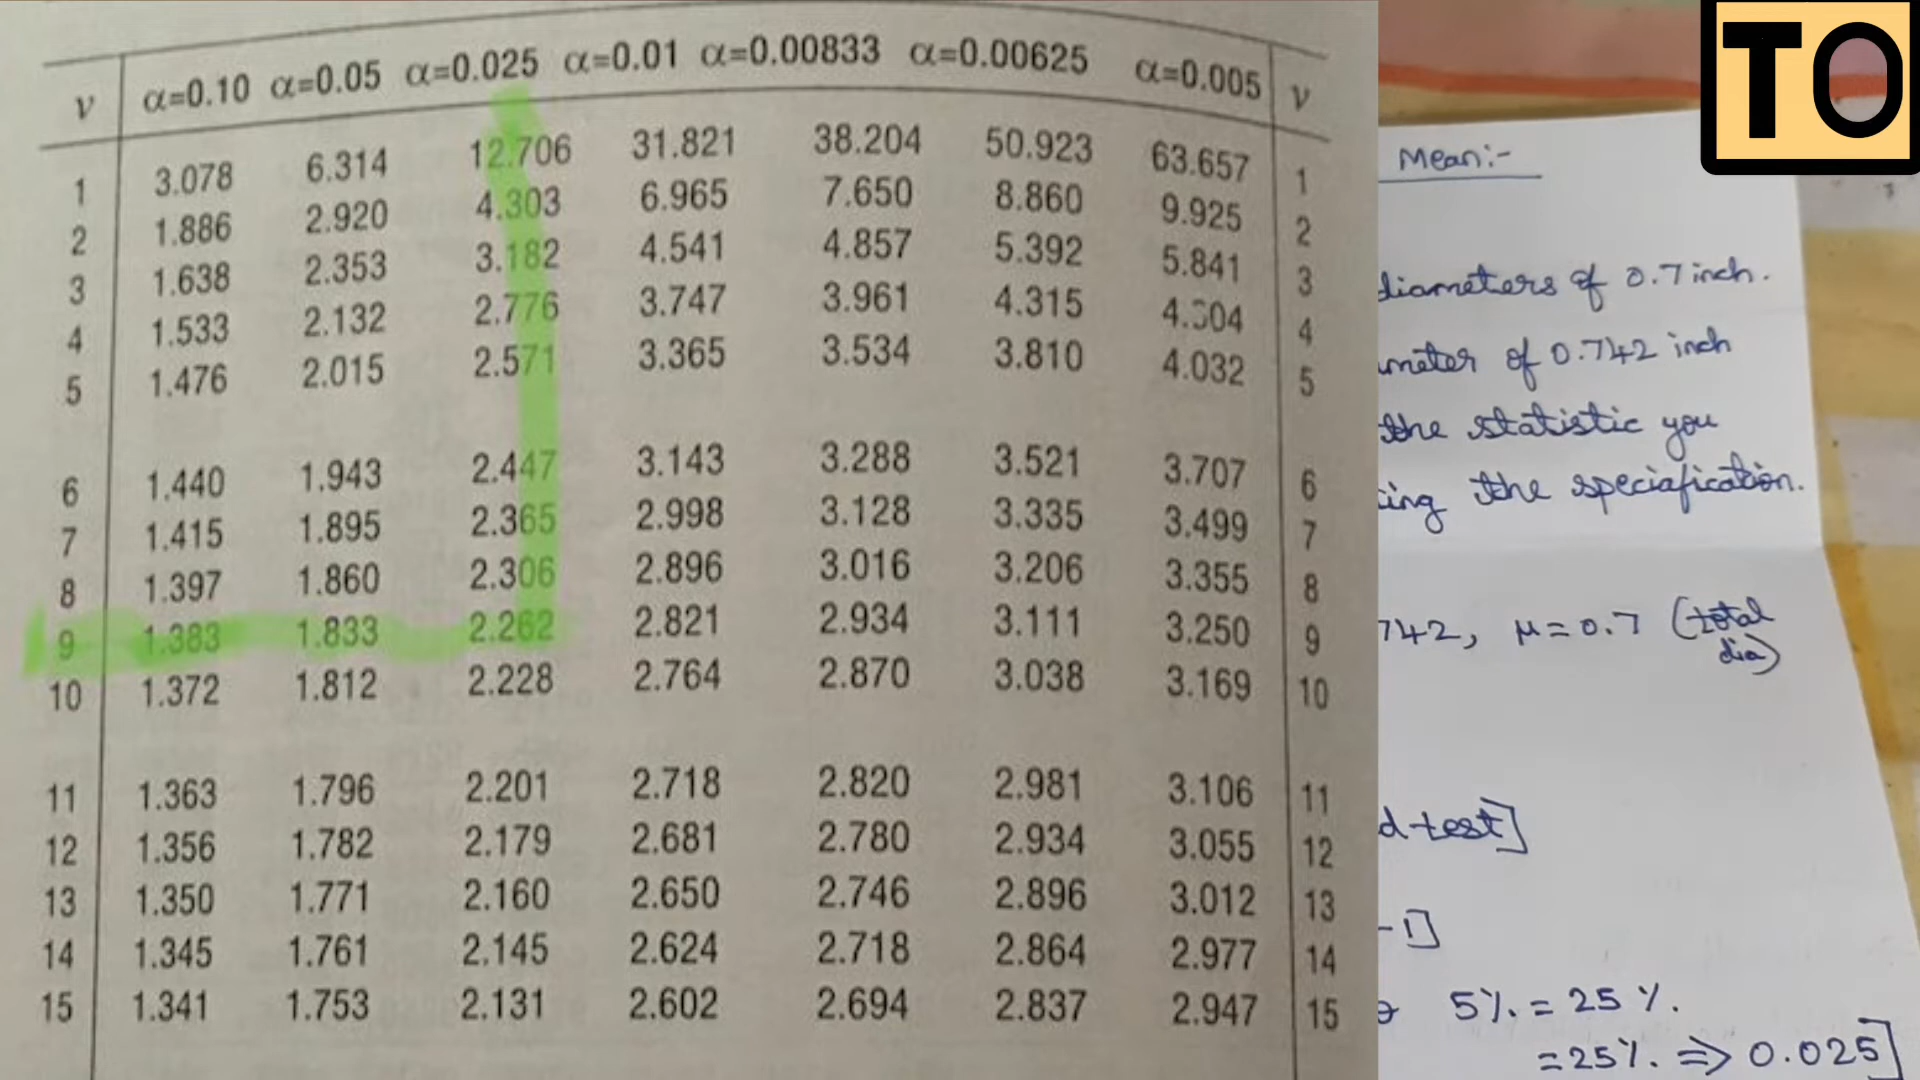 ν α=0.10 α=0.05 α=0.025 α=0.01 α=0.00833 α=0.00625 α=0.005 ν
1 3.078 6.314 12.706 31.821 38.204 50.923 63.657 1
2 1.886 2.920 4.303 6.965 7.650 8.860 9.925 2
3 1.638 2.353 3.182 4.541 4.857 5.392 5.841 3
4 1.533 2.132 2.776 3.747 3.961 4.315 4.604 4
5 1.476 2.015 2.571 3.365 3.534 3.810 4.032 5
6 1.440 1.943 2.447 3.143 3.288 3.521 3.707 6
7 1.415 1.895 2.365 2.998 3.128 3.335 3.499 7
8 1.397 1.860 2.306 2.896 3.016 3.206 3.355 8
9 1.383 1.833 2.262 2.821 2.934 3.111 3.250 9
10 1.372 1.812 2.228 2.764 2.870 3.038 3.169 10
11 1.363 1.796 2.201 2.718 2.820 2.981 3.106 11
12 1.356 1.782 2.179 2.681 2.780 2.934 3.055 12
13 1.350 1.771 2.160 2.650 2.746 2.896 3.012 13
14 1.345 1.761 2.145 2.624 2.718 2.864 2.977 14
15 1.341 1.753 2.131 2.602 2.694 2.837 2.947 15
TO
Mean:-
diameters of 0.7 inch.
meter of 0.742 inch
the statistic you
ing the speciafication.
742, μ=0.7 (total
dia)
d-test]
-1]
5%.=25%.
=25%. ⇒ 0.025]